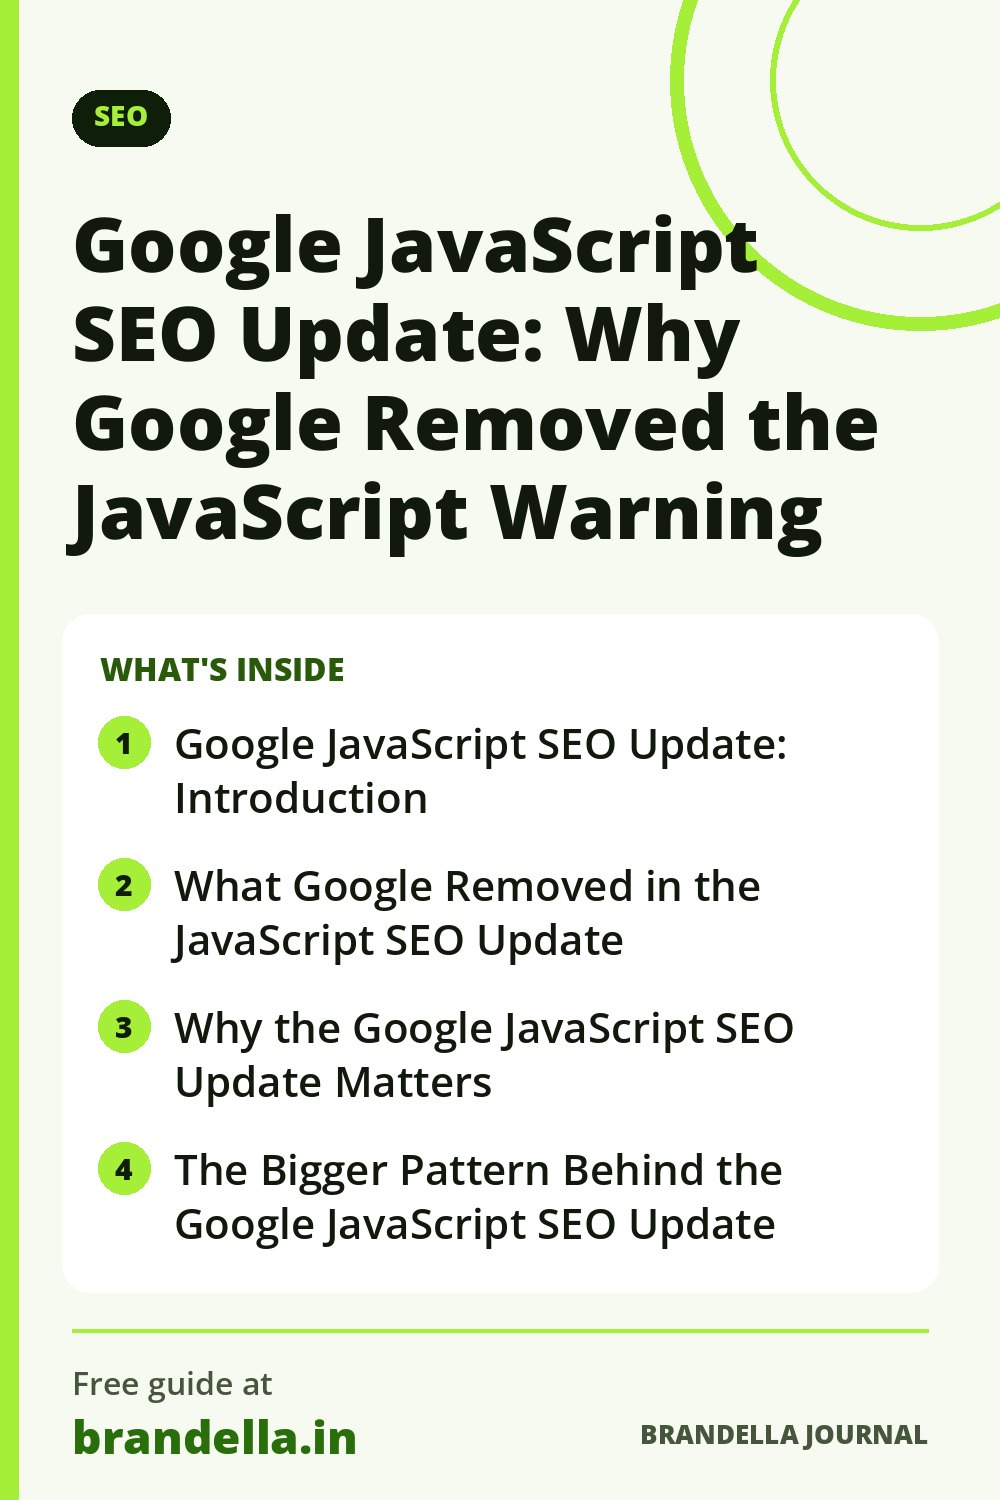 SEO
Google JavaScript
SEO Update: Why
Google Removed the
JavaScript Warning
WHAT'S INSIDE
1 Google JavaScript SEO Update:
Introduction
2 What Google Removed in the
JavaScript SEO Update
3 Why the Google JavaScript SEO
Update Matters
4 The Bigger Pattern Behind the
Google JavaScript SEO Update
Free guide at
brandella.in
BRANDELLA JOURNAL